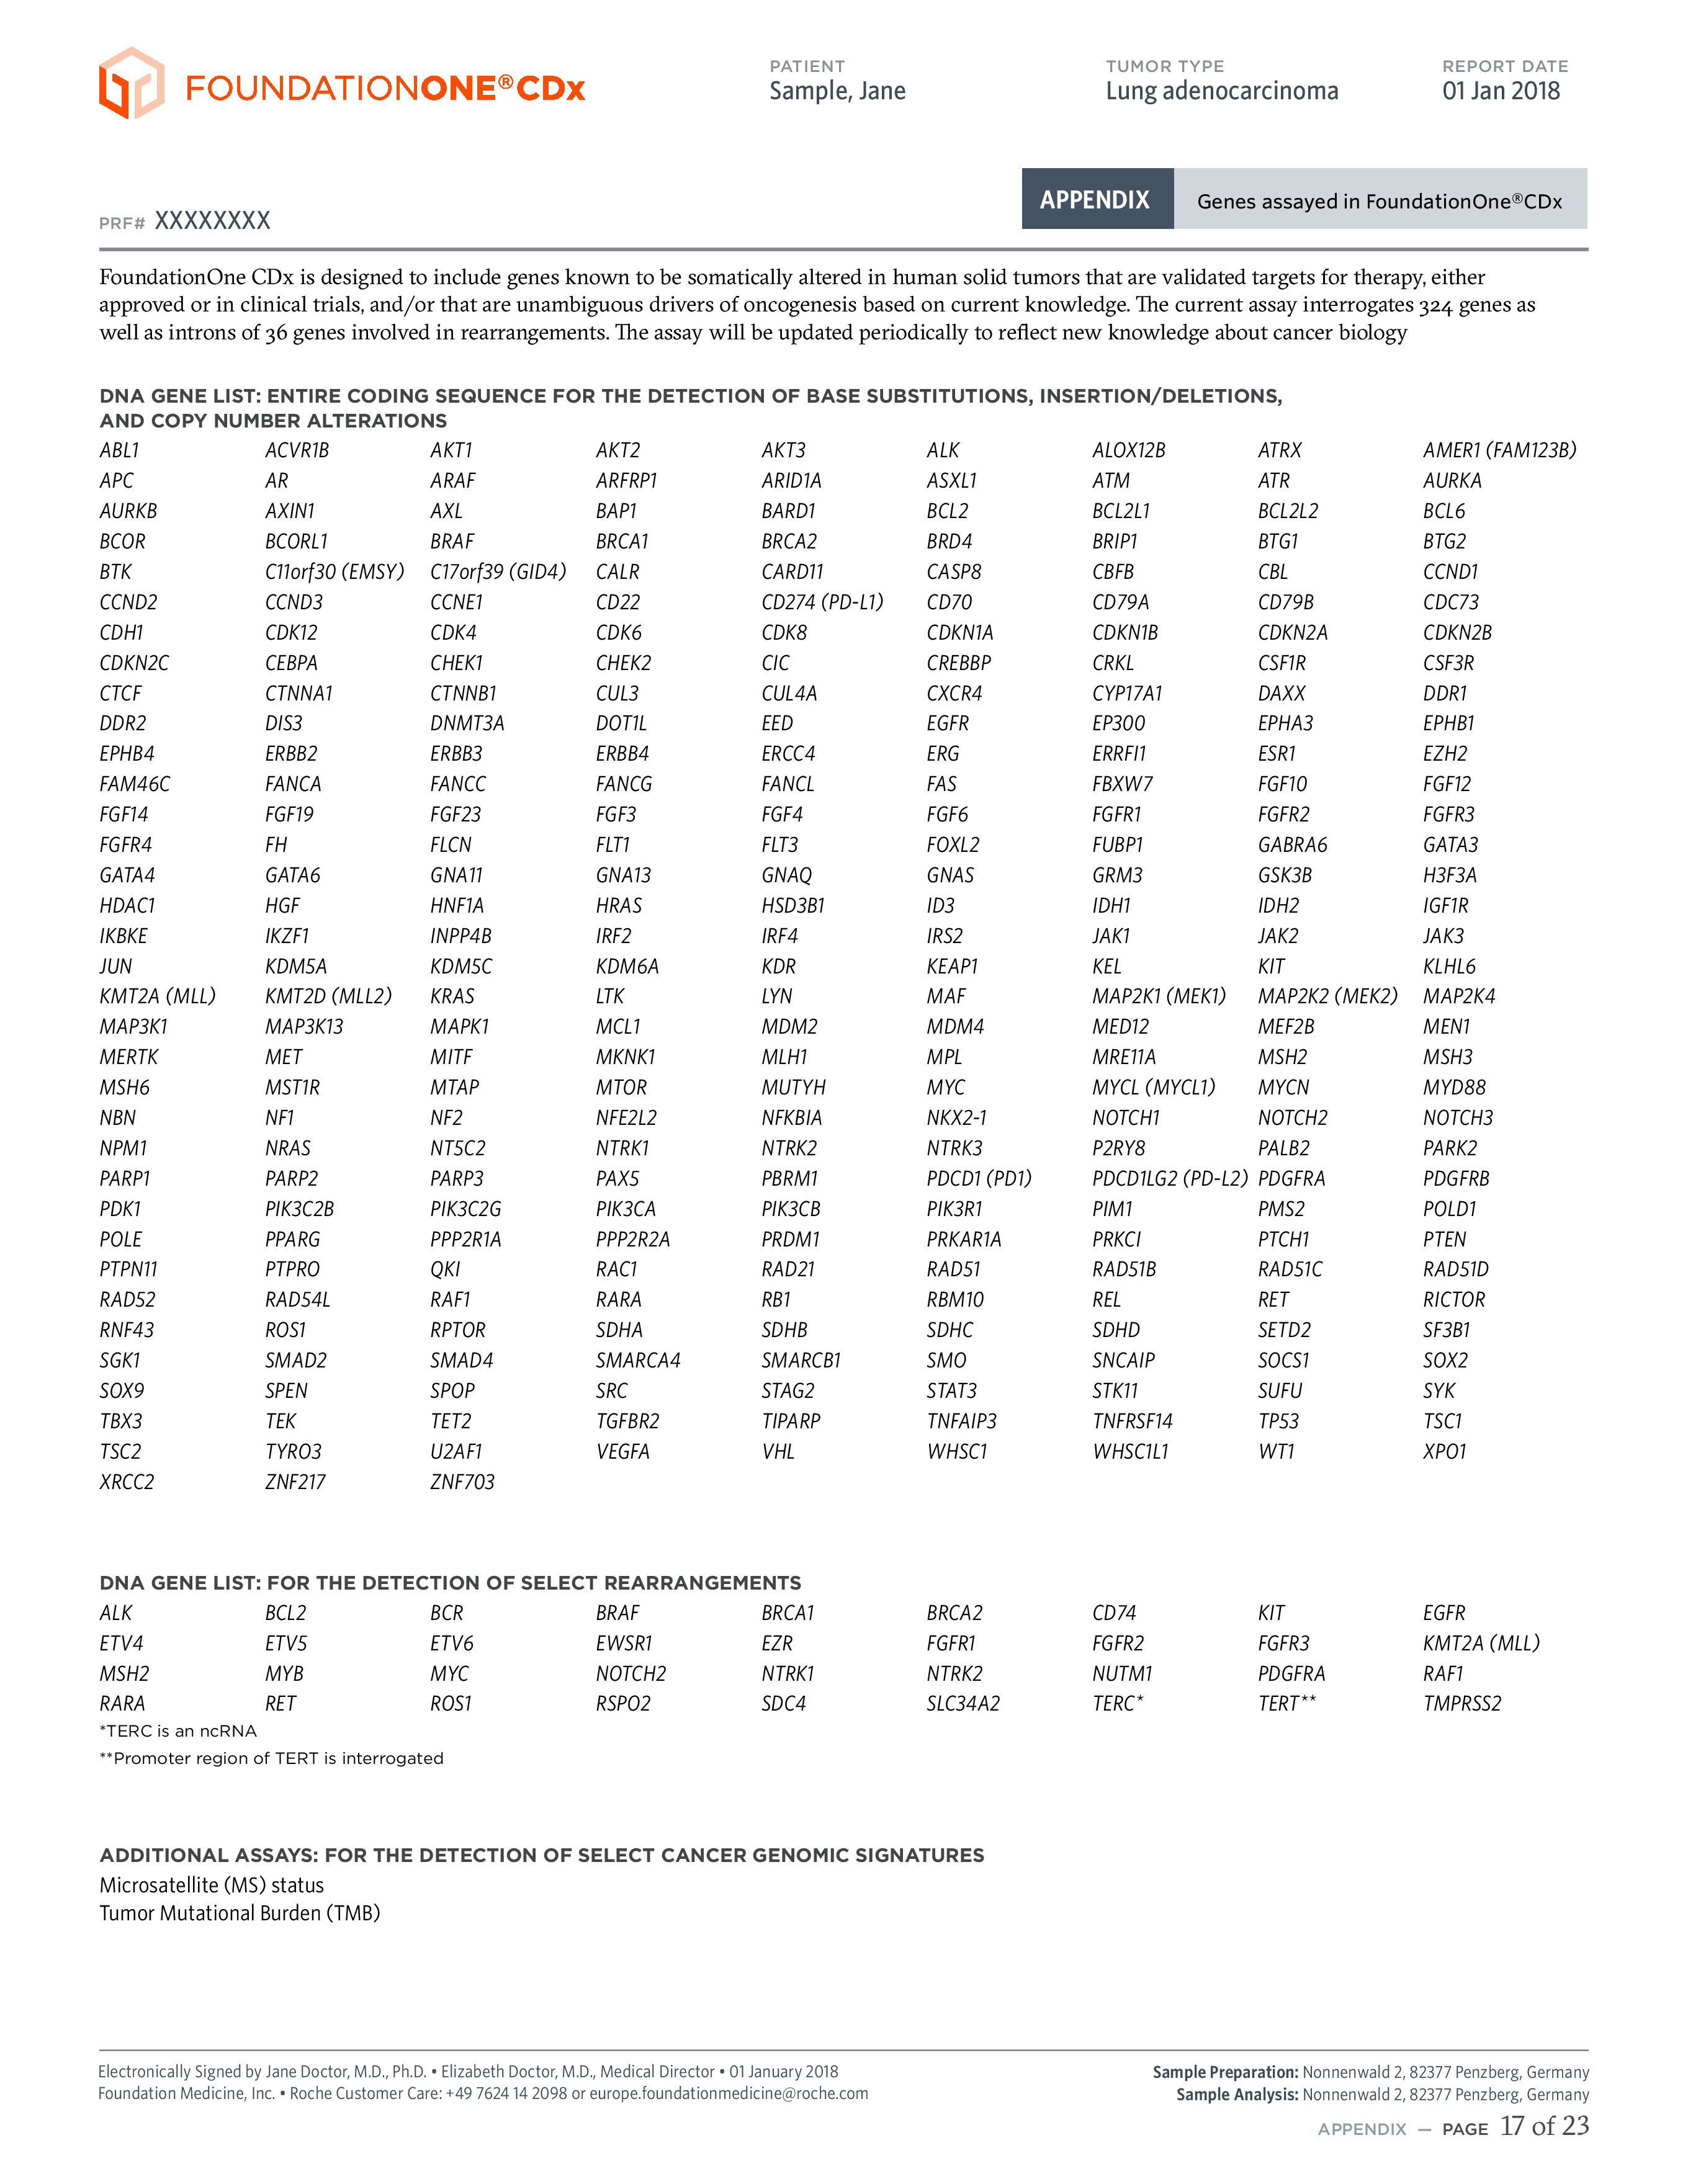 FOUNDATIONONE®CDx
PATIENT
Sample, Jane
TUMOR TYPE
Lung adenocarcinoma
REPORT DATE
01 Jan 2018
PRF# XXXXXXXX
APPENDIX Genes assayed in FoundationOne®CDx
FoundationOne CDx is designed to include genes known to be somatically altered in human solid tumors that are validated targets for therapy, either
approved or in clinical trials, and/or that are unambiguous drivers of oncogenesis based on current knowledge. The current assay interrogates 324 genes as
well as introns of 36 genes involved in rearrangements. The assay will be updated periodically to reflect new knowledge about cancer biology
DNA GENE LIST: ENTIRE CODING SEQUENCE FOR THE DETECTION OF BASE SUBSTITUTIONS, INSERTION/DELETIONS,
AND COPY NUMBER ALTERATIONS
ABL1 ACVR1B AKT1 AKT2 AKT3 ALK ALOX12B ATRX AMER1 (FAM123B)
APC AR ARAF ARFRP1 ARID1A ASXL1 ATM ATR AURKA
AURKB AXIN1 AXL BAP1 BARD1 BCL2 BCL2L1 BCL2L2 BCL6
BCOR BCORL1 BRAF BRCA1 BRCA2 BRD4 BRIP1 BTG1 BTG2
BTK C11orf30 (EMSY) C17orf39 (GID4) CALR CARD11 CASP8 CBFB CBL CCND1
CCND2 CCND3 CCNE1 CD22 CD274 (PD-L1) CD70 CD79A CD79B CDC73
CDH1 CDK12 CDK4 CDK6 CDK8 CDKN1A CDKN1B CDKN2A CDKN2B
CDKN2C CEBPA CHEK1 CHEK2 CIC CREBBP CRKL CSF1R CSF3R
CTCF CTNNA1 CTNNB1 CUL3 CUL4A CXCR4 CYP17A1 DAXX DDR1
DDR2 DIS3 DNMT3A DOT1L EED EGFR EP300 EPHA3 EPHB1
EPHB4 ERBB2 ERBB3 ERBB4 ERCC4 ERG ERRFI1 ESR1 EZH2
FAM46C FANCA FANCC FANCG FANCL FAS FBXW7 FGF10 FGF12
FGF14 FGF19 FGF23 FGF3 FGF4 FGF6 FGFR1 FGFR2 FGFR3
FGFR4 FH FLCN FLT1 FLT3 FOXL2 FUBP1 GABRA6 GATA3
GATA4 GATA6 GNA11 GNA13 GNAQ GNAS GRM3 GSK3B H3F3A
HDAC1 HGF HNF1A HRAS HSD3B1 ID3 IDH1 IDH2 IGF1R
IKBKE IKZF1 INPP4B IRF2 IRF4 IRS2 JAK1 JAK2 JAK3
JUN KDM5A KDM5C KDM6A KDR KEAP1 KEL KIT KLHL6
KMT2A (MLL) KMT2D (MLL2) KRAS LTK LYN MAF MAP2K1 (MEK1) MAP2K2 (MEK2) MAP2K4
MAP3K1 MAP3K13 MAPK1 MCL1 MDM2 MDM4 MED12 MEF2B MEN1
MERTK MET MITF MKNK1 MLH1 MPL MRE11A MSH2 MSH3
MSH6 MST1R MTAP MTOR MUTYH MYC MYCL (MYCL1) MYCN MYD88
NBN NF1 NF2 NFE2L2 NFKBIA NKX2-1 NOTCH1 NOTCH2 NOTCH3
NPM1 NRAS NT5C2 NTRK1 NTRK2 NTRK3 P2RY8 PALB2 PARK2
PARP1 PARP2 PARP3 PAX5 PBRM1 PDCD1 (PD1) PDCD1LG2 (PD-L2) PDGFRA PDGFRB
PDK1 PIK3C2B PIK3C2G PIK3CA PIK3CB PIK3R1 PIM1 PMS2 POLD1
POLE PPARG PPP2R1A PPP2R2A PRDM1 PRKAR1A PRKCI PTCH1 PTEN
PTPN11 PTPRO QKI RAC1 RAD21 RAD51 RAD51B RAD51C RAD51D
RAD52 RAD54L RAF1 RARA RB1 RBM10 REL RET RICTOR
RNF43 ROS1 RPTOR SDHA SDHB SDHC SDHD SETD2 SF3B1
SGK1 SMAD2 SMAD4 SMARCA4 SMARCB1 SMO SNCAIP SOCS1 SOX2
SOX9 SPEN SPOP SRC STAG2 STAT3 STK11 SUFU SYK
TBX3 TEK TET2 TGFBR2 TIPARP TNFAIP3 TNFRSF14 TP53 TSC1
TSC2 TYRO3 U2AF1 VEGFA VHL WHSC1 WHSC1L1 WT1 XPO1
XRCC2 ZNF217 ZNF703
DNA GENE LIST: FOR THE DETECTION OF SELECT REARRANGEMENTS
ALK BCL2 BCR BRAF BRCA1 BRCA2 CD74 KIT EGFR
ETV4 ETV5 ETV6 EWSR1 EZR FGFR1 FGFR2 FGFR3 KMT2A (MLL)
MSH2 MYB MYC NOTCH2 NTRK1 NTRK2 NUTM1 PDGFRA RAF1
RARA RET ROS1 RSPO2 SDC4 SLC34A2 TERC* TERT** TMPRSS2
*TERC is an ncRNA
**Promoter region of TERT is interrogated
ADDITIONAL ASSAYS: FOR THE DETECTION OF SELECT CANCER GENOMIC SIGNATURES
Microsatellite (MS) status
Tumor Mutational Burden (TMB)
Electronically Signed by Jane Doctor, M.D., Ph.D. • Elizabeth Doctor, M.D., Medical Director • 01 January 2018
Foundation Medicine, Inc. • Roche Customer Care: +49 7624 14 2098 or europe.foundationmedicine@roche.com
Sample Preparation: Nonnenwald 2, 82377 Penzberg, Germany
Sample Analysis: Nonnenwald 2, 82377 Penzberg, Germany
APPENDIX — PAGE 17 of 23